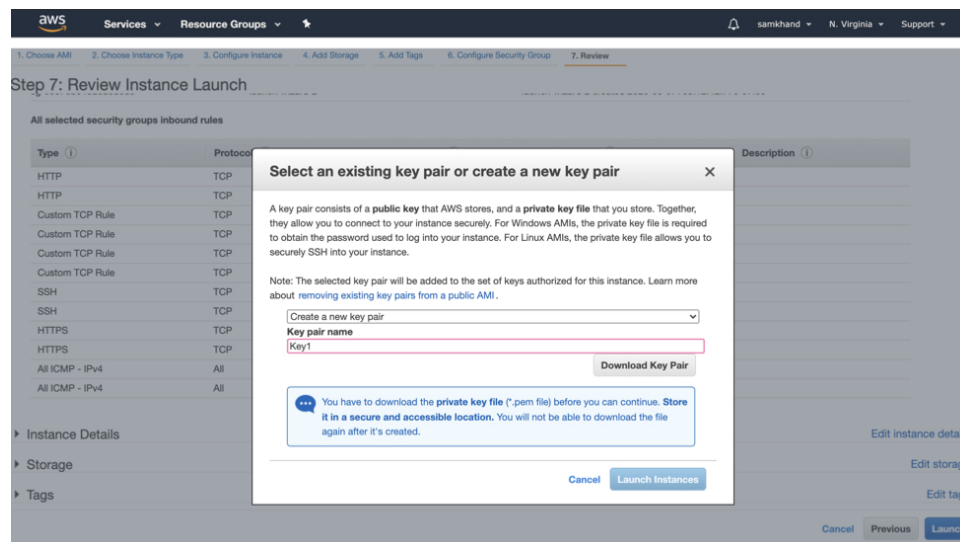 aws
Services
Resource Groups
samkhand
N. Virginia
Support
1. Choose AMI 2. Choose Instance Type 3. Configure Instance 4. Add Storage 5. Add Tags 6. Configure Security Group 7. Review
Step 7: Review Instance Launch
All selected security groups inbound rules
Type Protocol Description
HTTP TCP
HTTP TCP
Custom TCP Rule TCP
Custom TCP Rule TCP
Custom TCP Rule TCP
Custom TCP Rule TCP
SSH TCP
SSH TCP
HTTPS TCP
HTTPS TCP
All ICMP - IPv4 All
All ICMP - IPv4 All
Select an existing key pair or create a new key pair
A key pair consists of a public key that AWS stores, and a private key file that you store. Together,
they allow you to connect to your instance securely. For Windows AMIs, the private key file is required
to obtain the password used to log into your instance. For Linux AMIs, the private key file allows you to
securely SSH into your instance.
Note: The selected key pair will be added to the set of keys authorized for this instance. Learn more
about removing existing key pairs from a public AMI .
Create a new key pair
Key pair name
Key1
Download Key Pair
You have to download the private key file (*.pem file) before you can continue. Store
it in a secure and accessible location. You will not be able to download the file
again after it's created.
Cancel Launch Instances
Instance Details Edit instance deta
Storage Edit storag
Tags Edit tag
Cancel Previous Launc